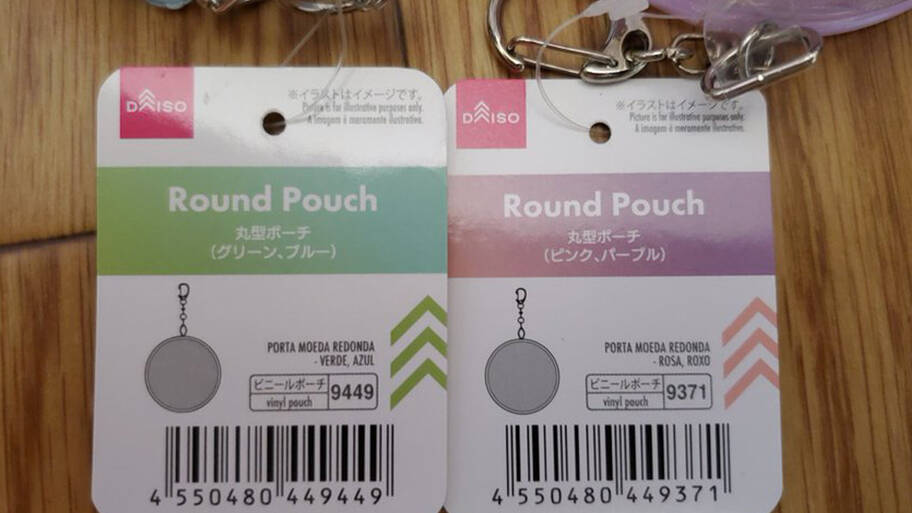 DAISO
※イラストはイメージです。
Picture is for illustrative purposes only.
A imagem é meramente ilustrativa.
Round Pouch
丸型ポーチ
(グリーン、ブルー)
PORTA MOEDA REDONDA
- VERDE, AZUL
ビニールポーチ
vinyl pouch
9449
4 550480 449449
DAISO
※イラストはイメージです。
Picture is for illustrative purposes only.
A imagem é meramente ilustrativa.
Round Pouch
丸型ポーチ
(ピンク、パープル)
PORTA MOEDA REDONDA
- ROSA, ROXO
ビニールポーチ
vinyl pouch
9371
4 550480 449371